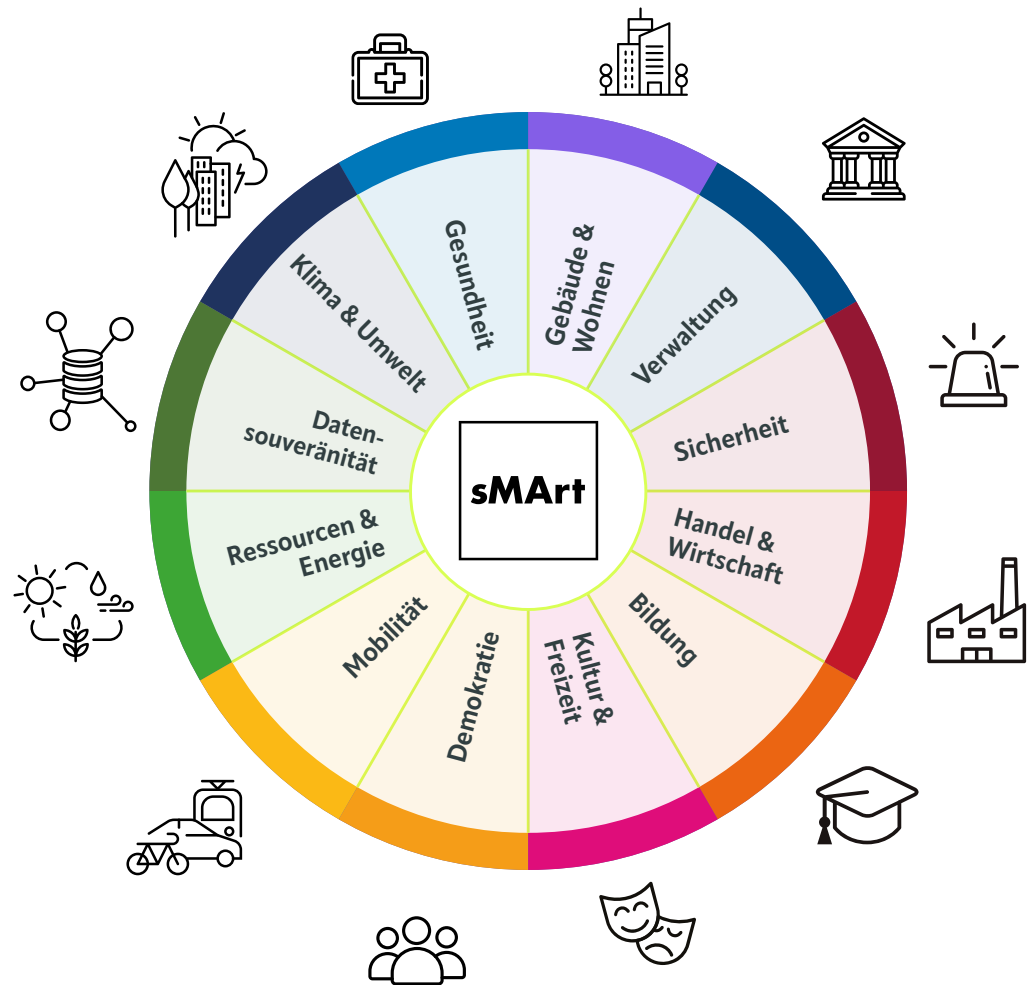 Gebäude &
Wohnen
Verwaltung
Sicherheit
Handel &
Wirtschaft
Bildung
Kultur &
Freizeit
Demokratie
Mobilität
Ressourcen &
Energie
Daten-
souveränität
Klima & Umwelt
Gesundheit
sMArt